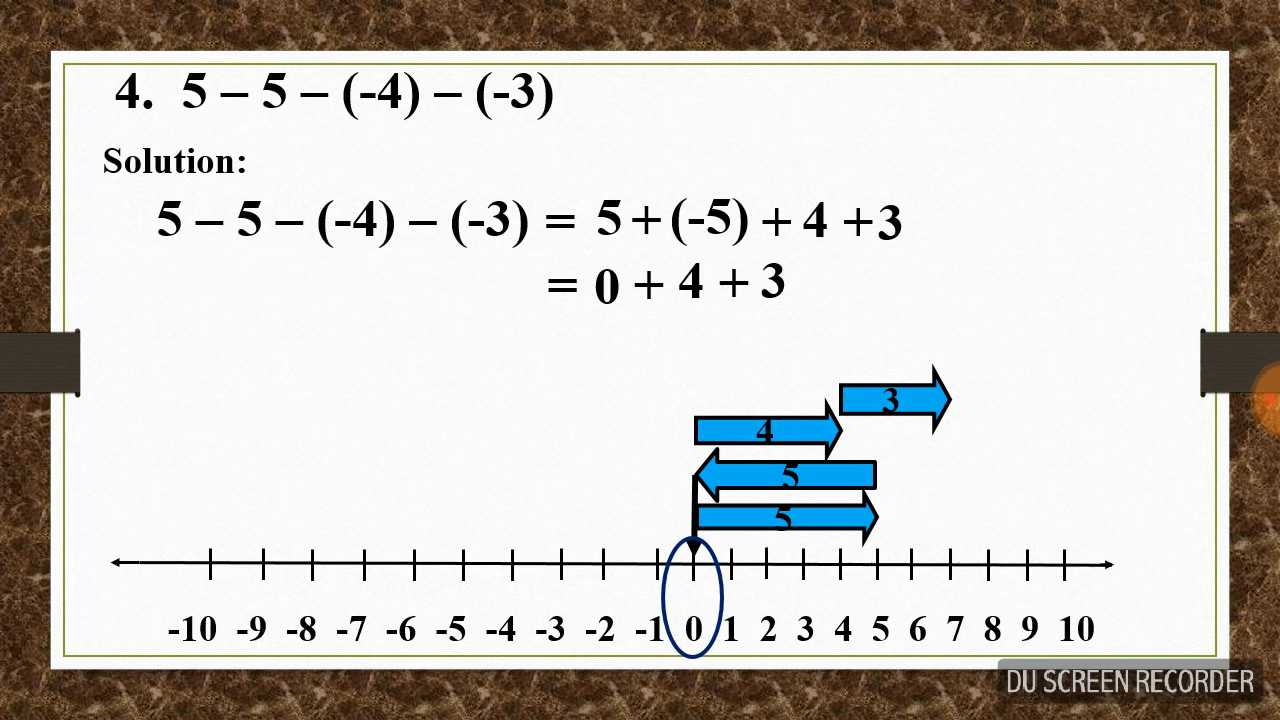 4. 5 – 5 – (-4) – (-3)
Solution:
5 – 5 – (-4) – (-3) = 5 + (-5) + 4 + 3
= 0 + 4 + 3
3
4
5
5
-10 -9 -8 -7 -6 -5 -4 -3 -2 -1 0 1 2 3 4 5 6 7 8 9 10
DU SCREEN RECORDER